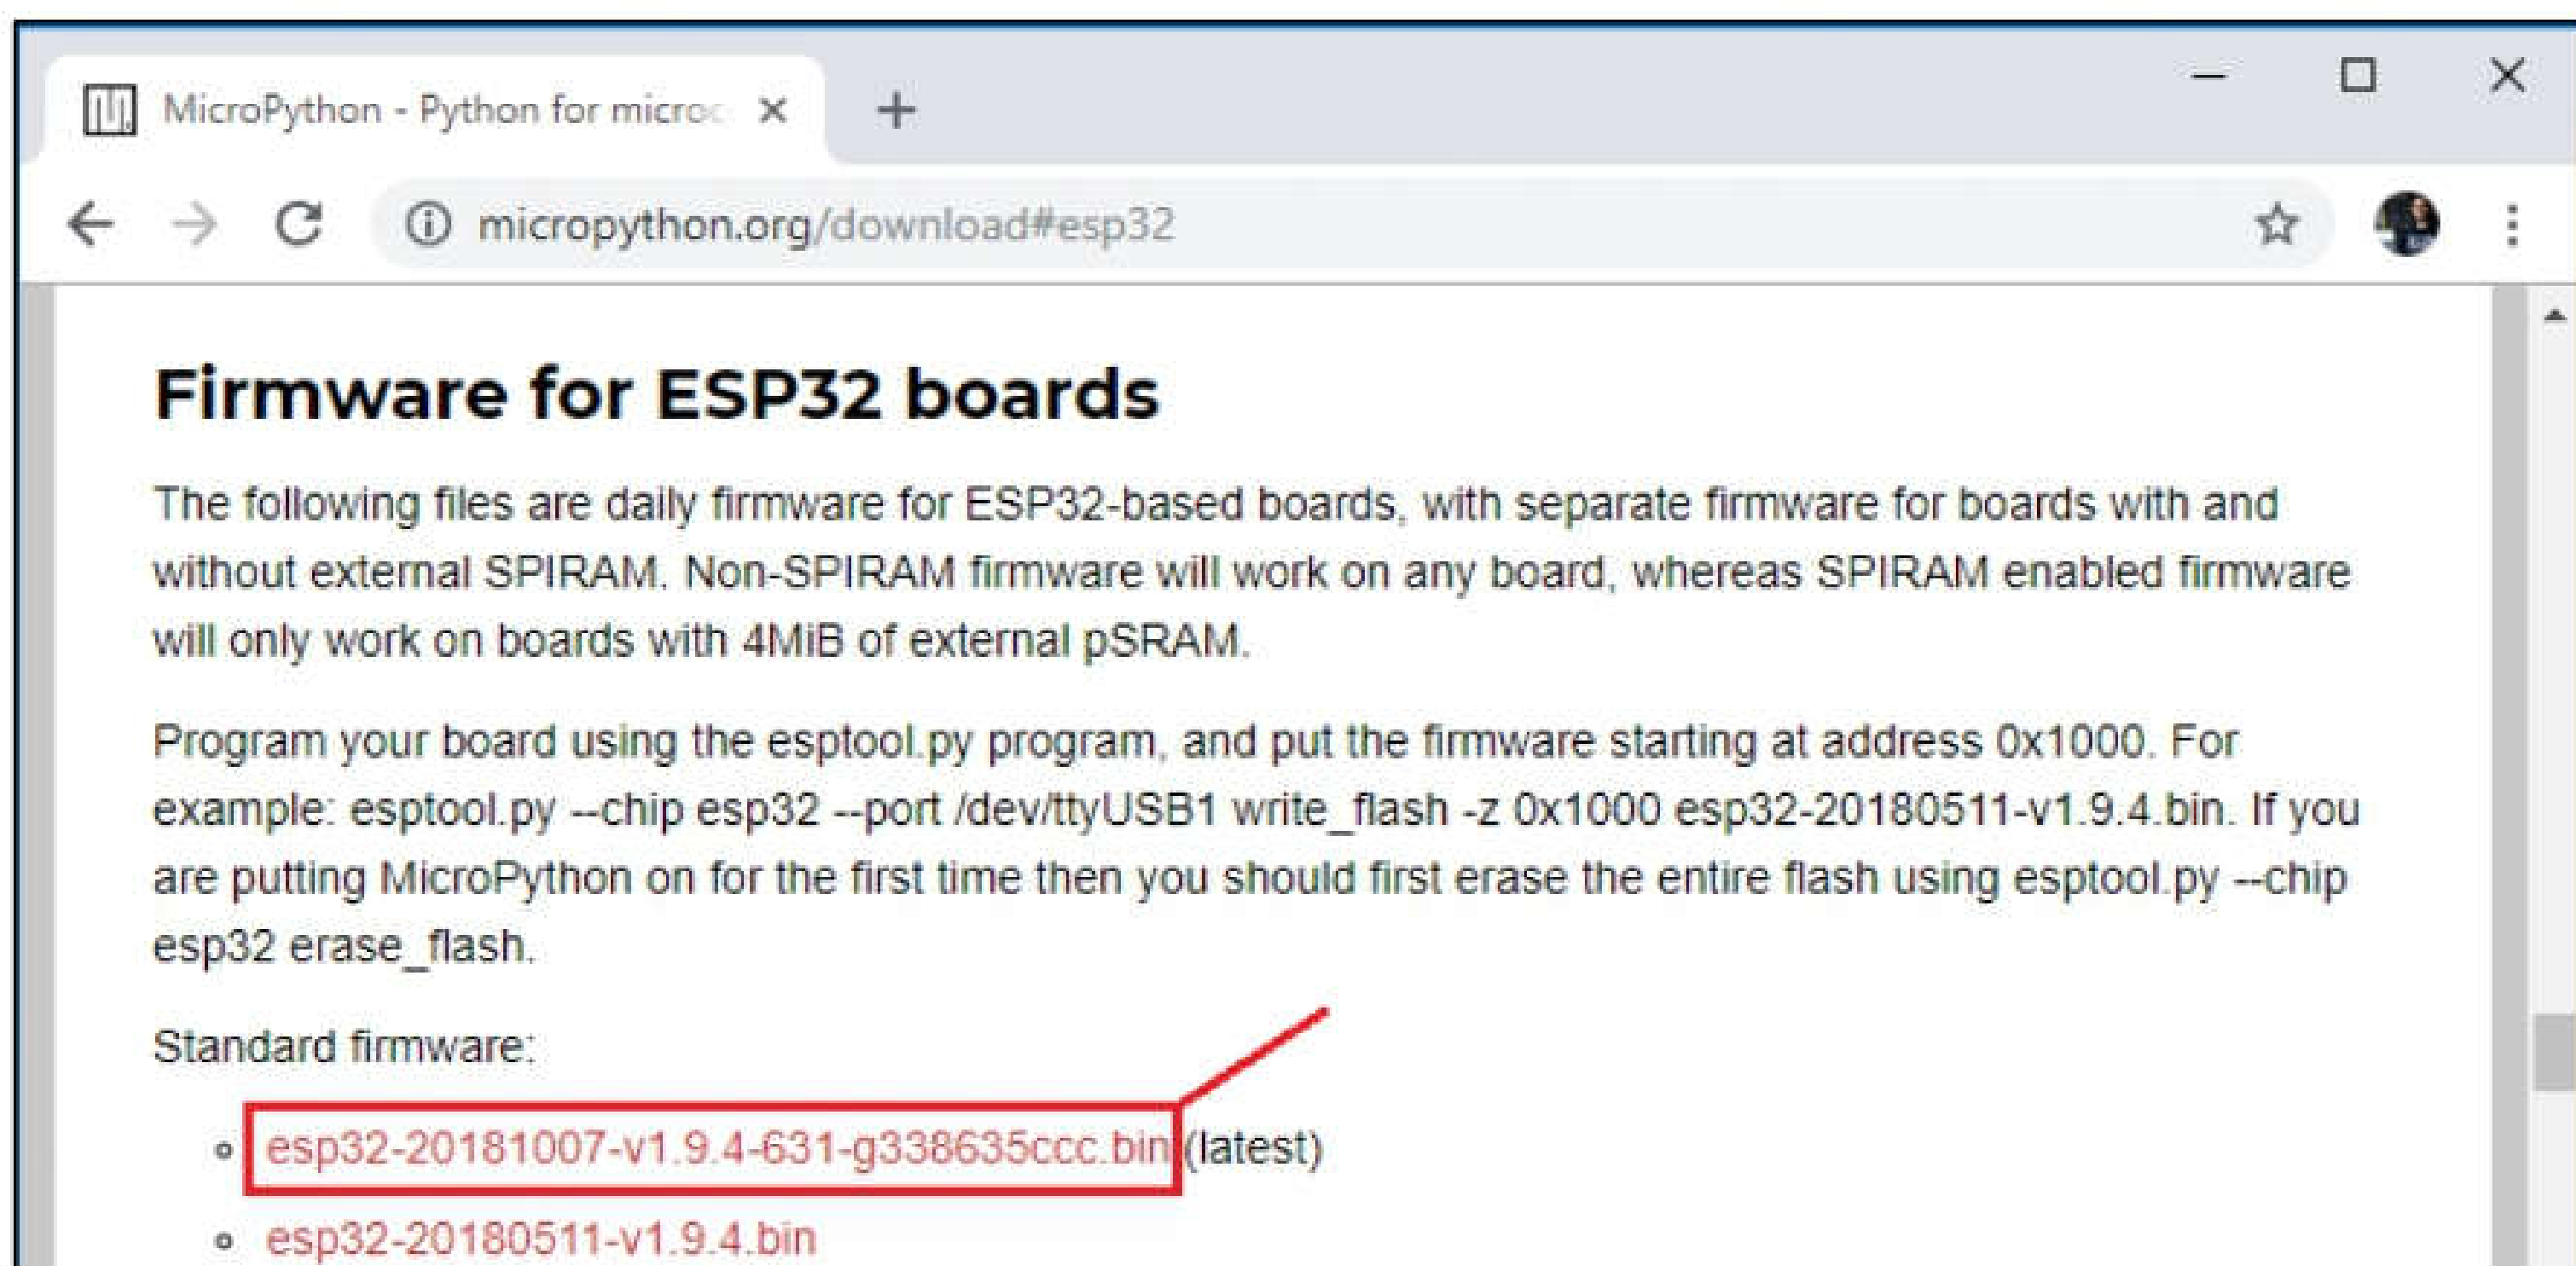 MicroPython - Python for microc
micropython.org/download#esp32
Firmware for ESP32 boards
The following files are daily firmware for ESP32-based boards, with separate firmware for boards with and
without external SPIRAM. Non-SPIRAM firmware will work on any board, whereas SPIRAM enabled firmware
will only work on boards with 4MiB of external pSRAM.
Program your board using the esptool.py program, and put the firmware starting at address 0x1000. For
example: esptool.py --chip esp32 --port /dev/ttyUSB1 write_flash -z 0x1000 esp32-20180511-v1.9.4.bin. If you
are putting MicroPython on for the first time then you should first erase the entire flash using esptool.py --chip
esp32 erase_flash.
Standard firmware:
esp32-20181007-v1.9.4-631-g338635ccc.bin (latest)
esp32-20180511-v1.9.4.bin